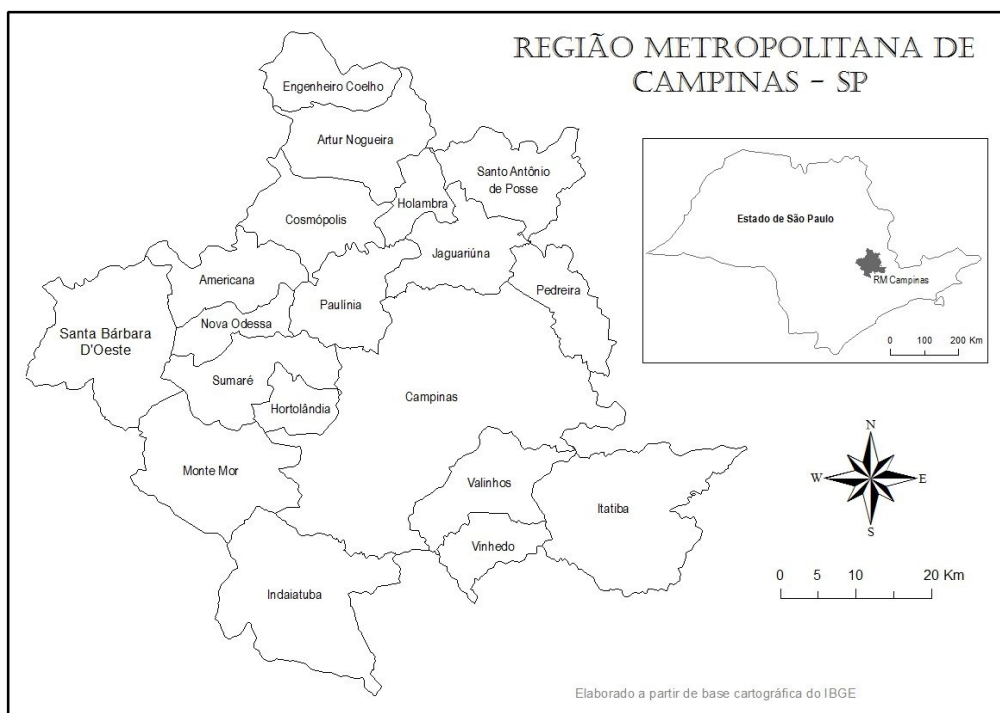 REGIÃO METROPOLITANA DE
CAMPINAS - SP
Engenheiro Coelho
Artur Nogueira
Santo Antônio
de Posse
Holambra
Cosmópolis
Jaguariúna
Americana
Paulínia
Pedreira
Nova Odessa
Santa Bárbara
D'Oeste
Sumaré
Hortolândia
Campinas
Monte Mor
Valinhos
Itatiba
Vinhedo
Indaiatuba
Estado de São Paulo
RM Campinas
0 100 200 Km
N
W E
S
0 5 10 20 Km
Elaborado a partir de base cartográfica do IBGE